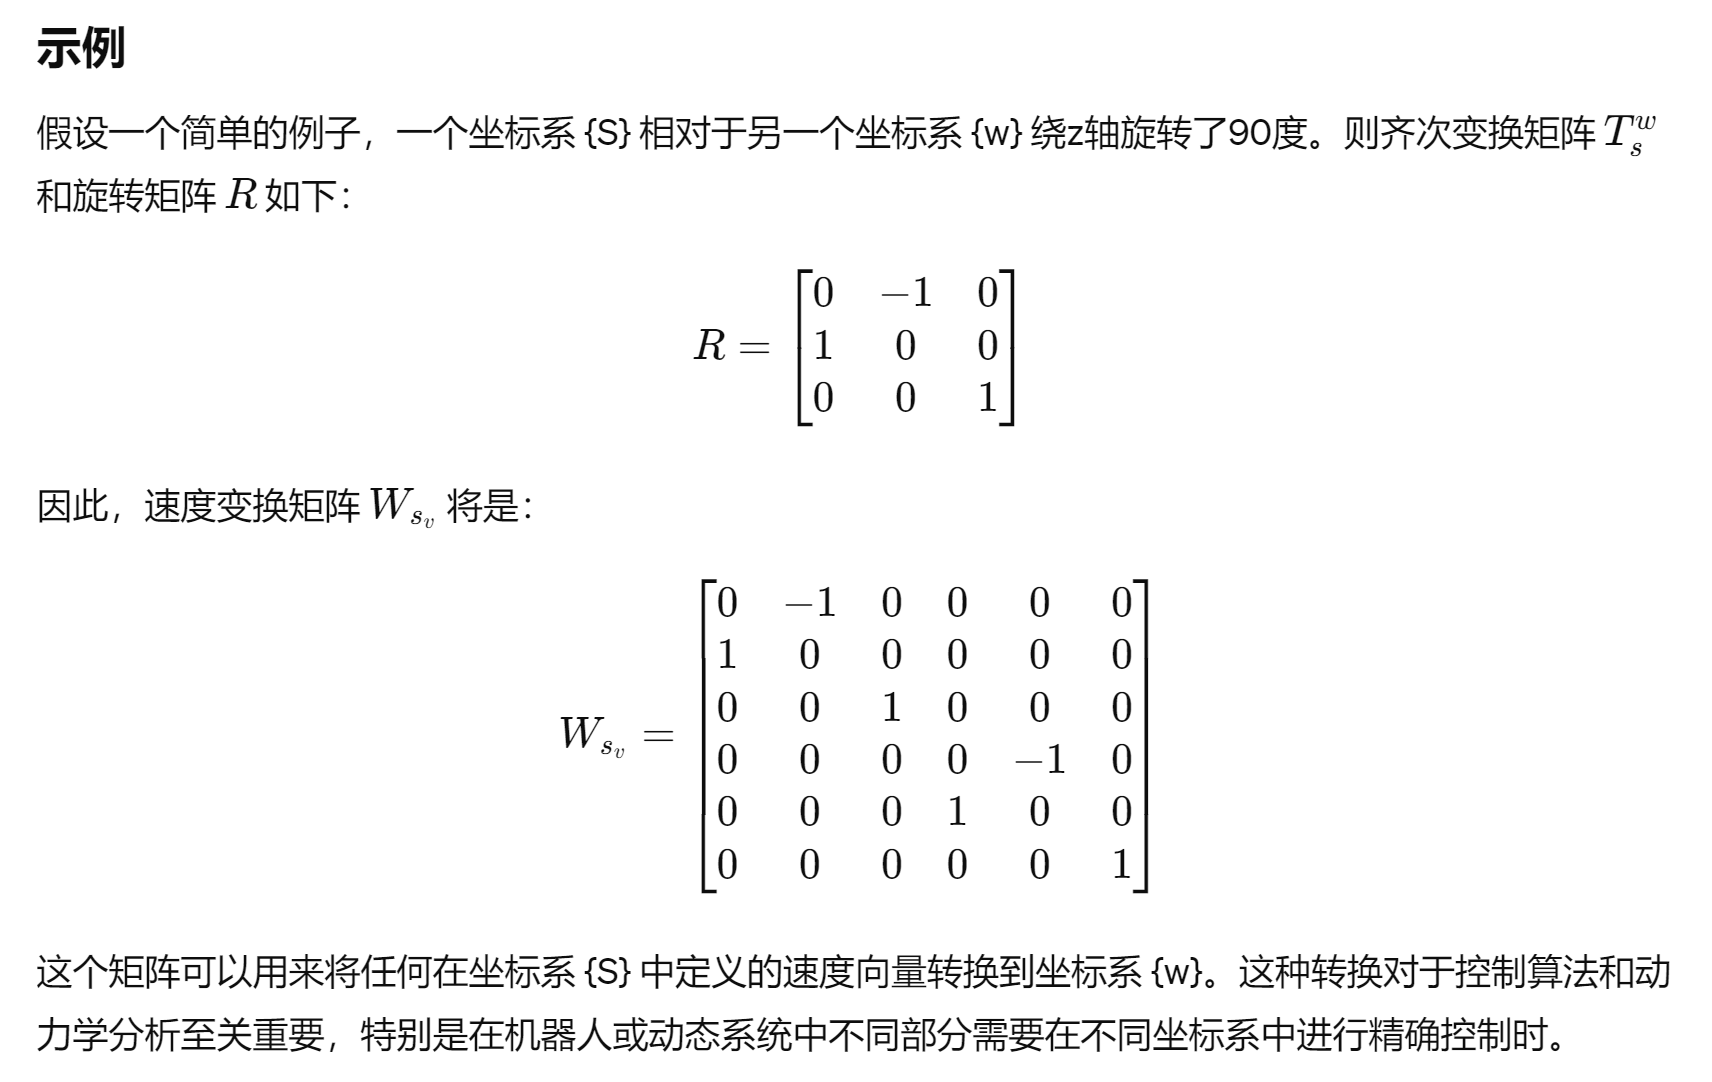 示例
假设一个简单的例子，一个坐标系 {S} 相对于另一个坐标系 {w} 绕z轴旋转了90度。则齐次变换矩阵 $T_s^w$
和旋转矩阵 $R$ 如下：
$R = \begin{bmatrix} 0 & -1 & 0 \\ 1 & 0 & 0 \\ 0 & 0 & 1 \end{bmatrix}$
因此，速度变换矩阵 $W_{s_v}$ 将是：
$W_{s_v} = \begin{bmatrix} 0 & -1 & 0 & 0 & 0 & 0 \\ 1 & 0 & 0 & 0 & 0 & 0 \\ 0 & 0 & 1 & 0 & 0 & 0 \\ 0 & 0 & 0 & 0 & -1 & 0 \\ 0 & 0 & 0 & 1 & 0 & 0 \\ 0 & 0 & 0 & 0 & 0 & 1 \end{bmatrix}$
这个矩阵可以用来将任何在坐标系 {S} 中定义的速度向量转换到坐标系 {w}。这种转换对于控制算法和动
力学分析至关重要，特别是在机器人或动态系统中不同部分需要在不同坐标系中进行精确控制时。